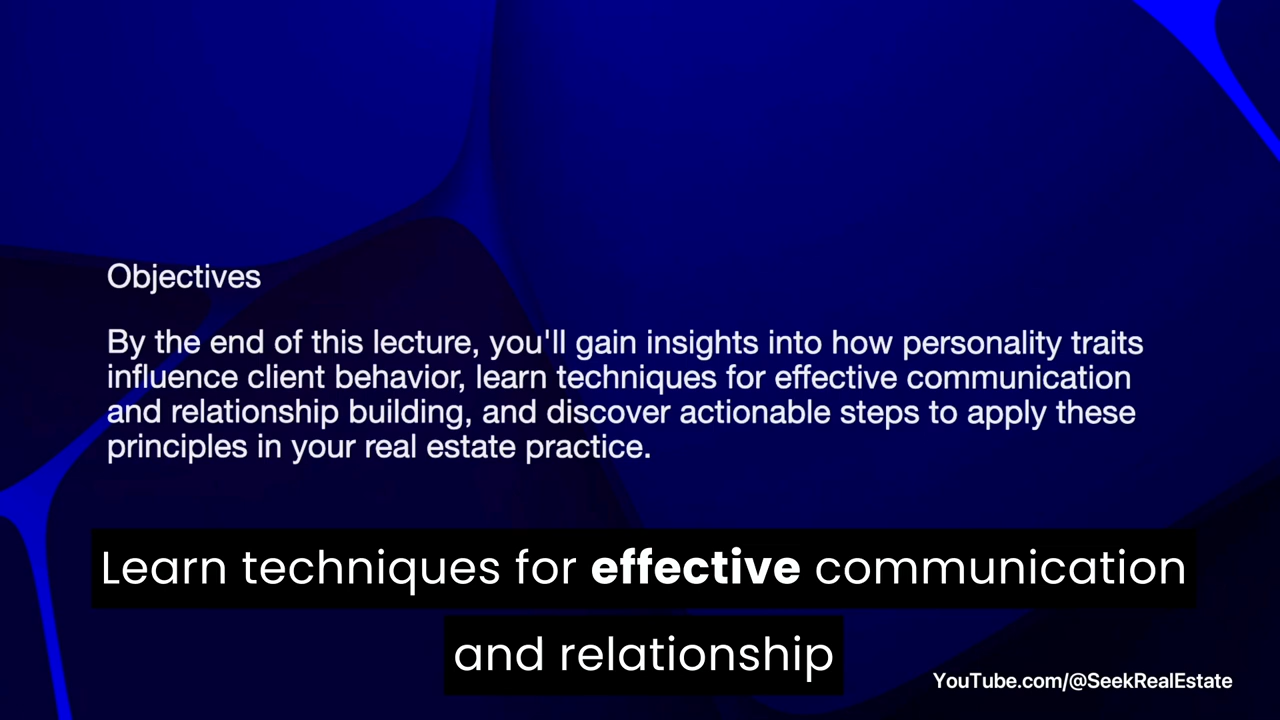 Objectives
By the end of this lecture, you'll gain insights into how personality traits
influence client behavior, learn techniques for effective communication
and relationship building, and discover actionable steps to apply these
principles in your real estate practice.
Learn techniques for effective communication
and relationship
YouTube.com/@SeekRealEstate